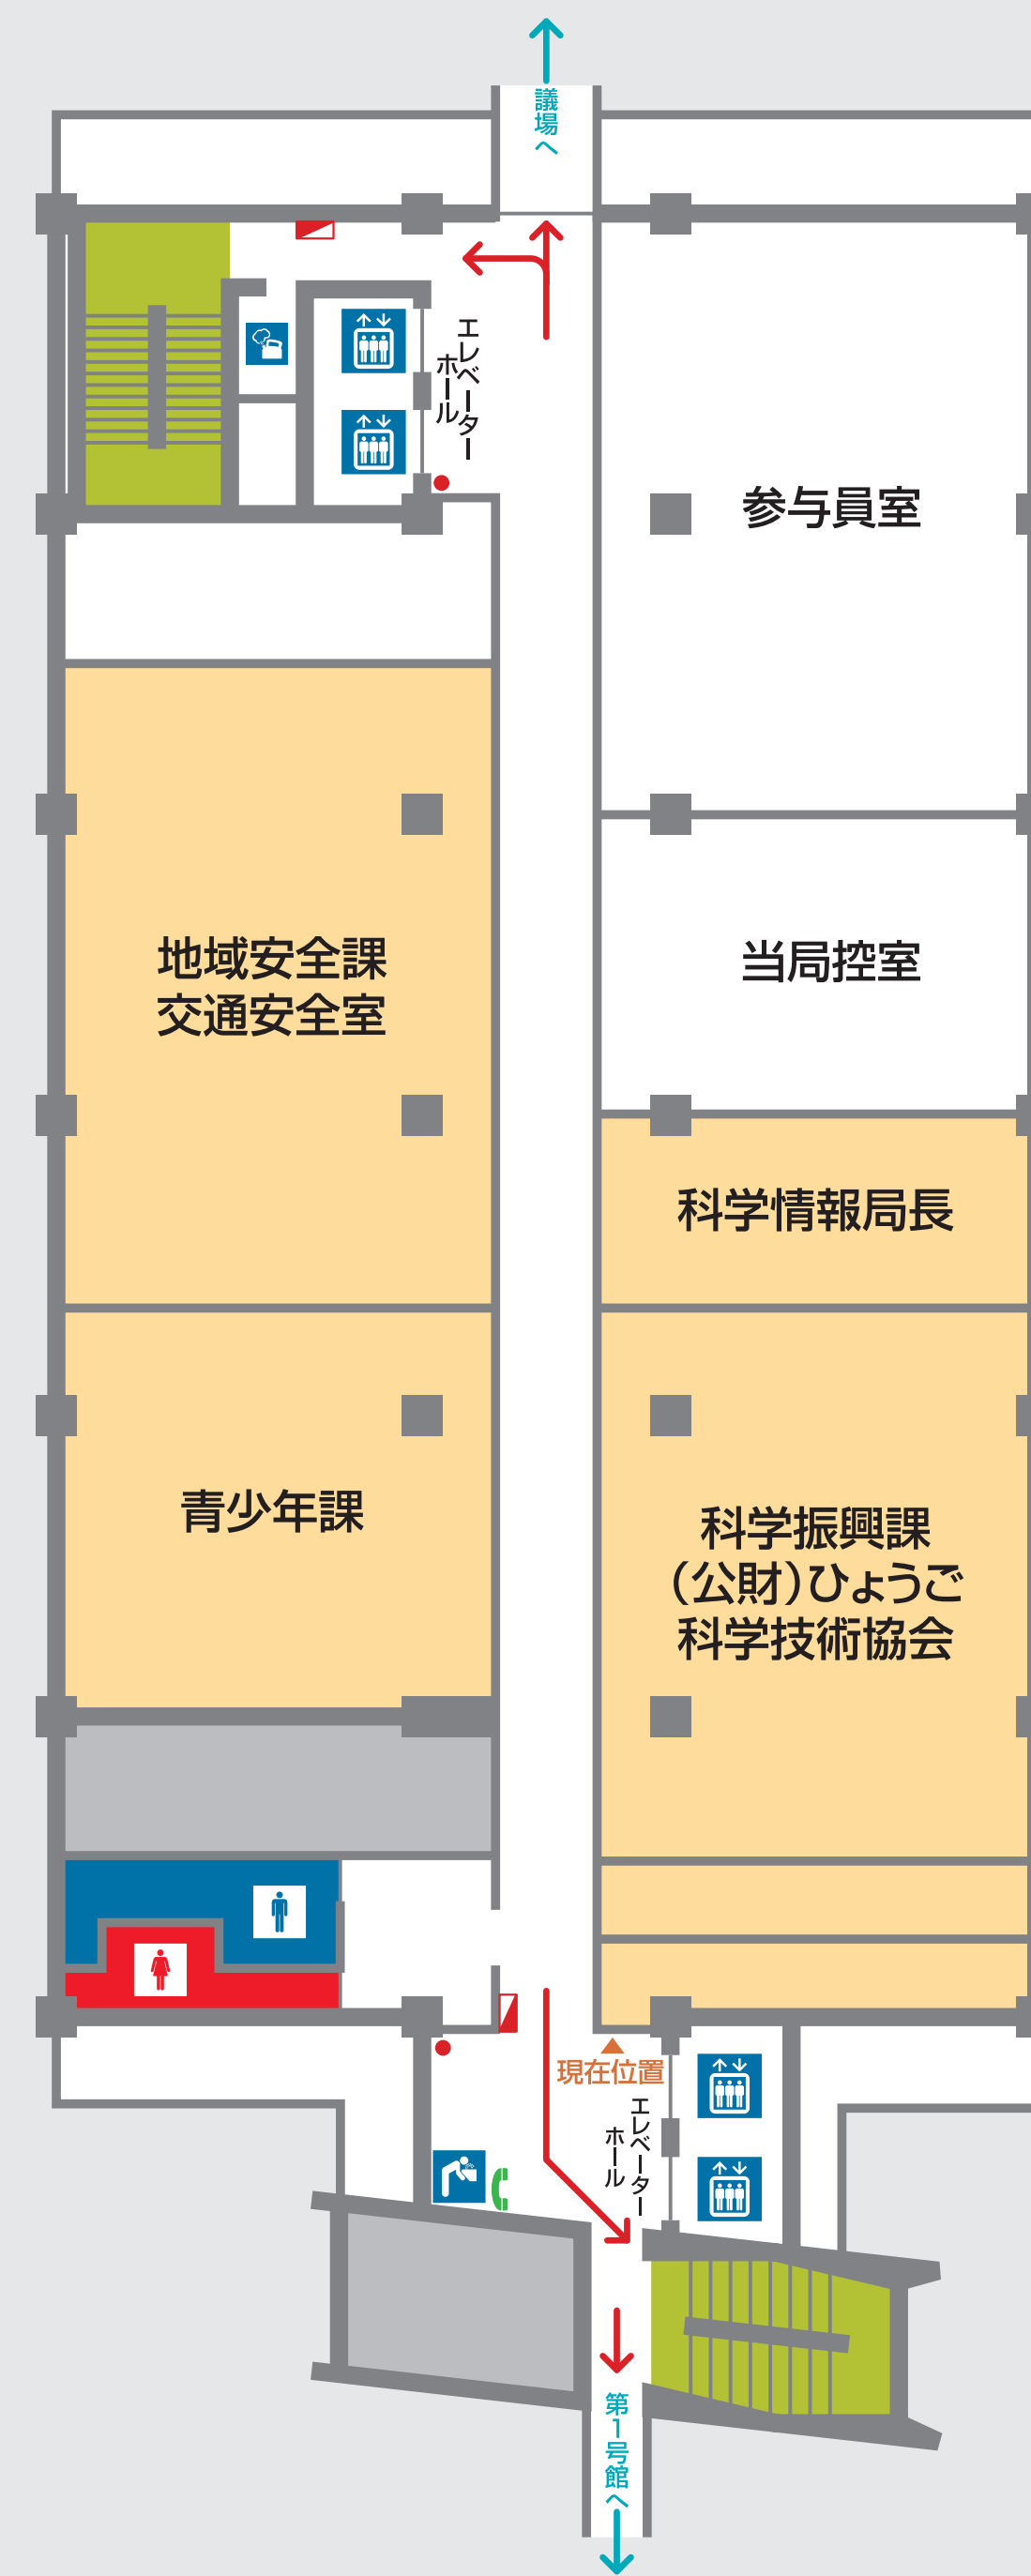 議場へ
エレベーター
ホール
参与員室
地域安全課
交通安全室
当局控室
科学情報局長
青少年課
科学振興課
（公財）ひょうご
科学技術協会
現在位置
エレベーター
ホール
第1号館へ